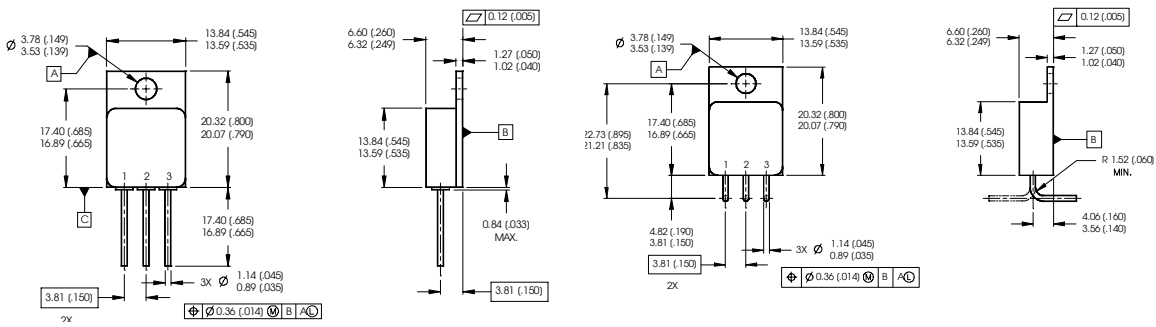 Ø 3.78 (.149)
3.53 (.139)
A
13.84 (.545)
13.59 (.535)
17.40 (.685)
16.89 (.665)
20.32 (.800)
20.07 (.790)
1 2 3
C
17.40 (.685)
16.89 (.665)
3X Ø 1.14 (.045)
0.89 (.035)
3.81 (.150)
2X
⌖ Ø 0.36 (.014) Ⓜ B A Ⓛ
6.60 (.260)
6.32 (.249)
⏥ 0.12 (.005)
1.27 (.050)
1.02 (.040)
13.84 (.545)
13.59 (.535)
B
0.84 (.033)
MAX.
3.81 (.150)
Ø 3.78 (.149)
3.53 (.139)
A
13.84 (.545)
13.59 (.535)
22.73 (.895)
21.21 (.835)
17.40 (.685)
16.89 (.665)
20.32 (.800)
20.07 (.790)
1 2 3
4.82 (.190)
3.81 (.150)
3.81 (.150)
2X
3X Ø 1.14 (.045)
0.89 (.035)
⌖ Ø 0.36 (.014) Ⓜ B A Ⓛ
6.60 (.260)
6.32 (.249)
⏥ 0.12 (.005)
1.27 (.050)
1.02 (.040)
13.84 (.545)
13.59 (.535)
B
R 1.52 (.060)
MIN.
4.06 (.160)
3.56 (.140)